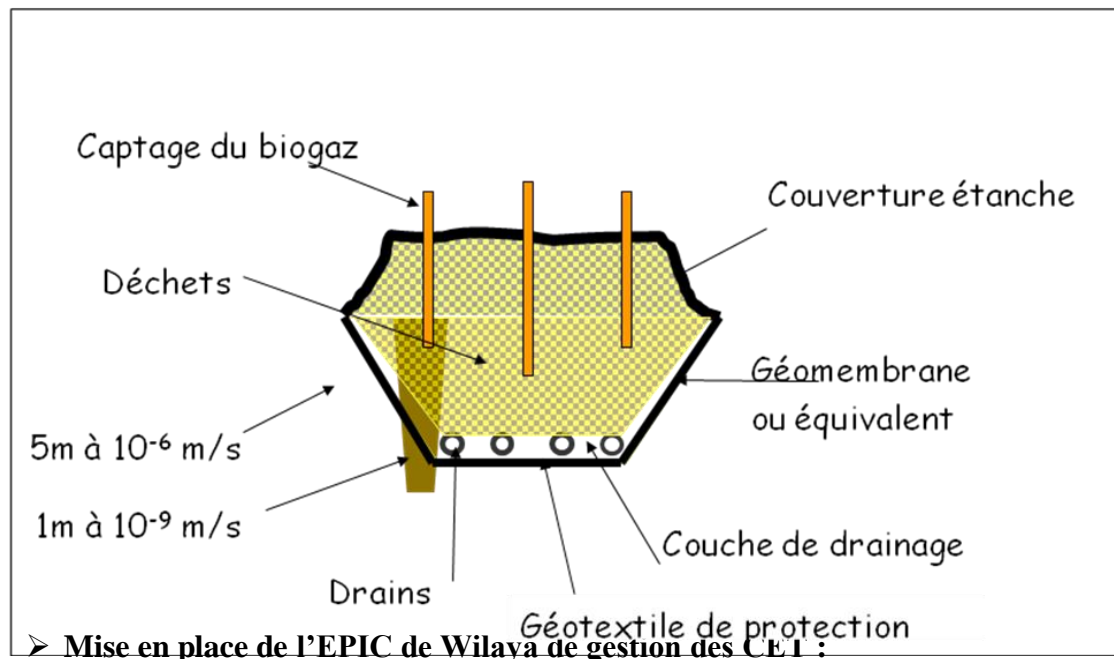 Captage du biogaz
Couverture étanche
Déchets
Géomembrane
ou équivalent
5m à 10⁻⁶ m/s
1m à 10⁻⁹ m/s
Couche de drainage
Drains
Géotextile de protection
➢ Mise en place de l’EPIC de Wilaya de gestion des CET :